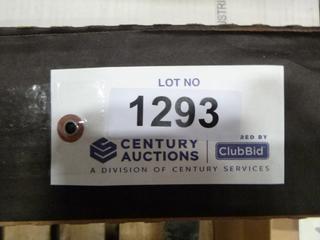 LOT NO
1293
CENTURY
AUCTIONS
RED BY
ClubBid
A DIVISION OF CENTURY SERVICES